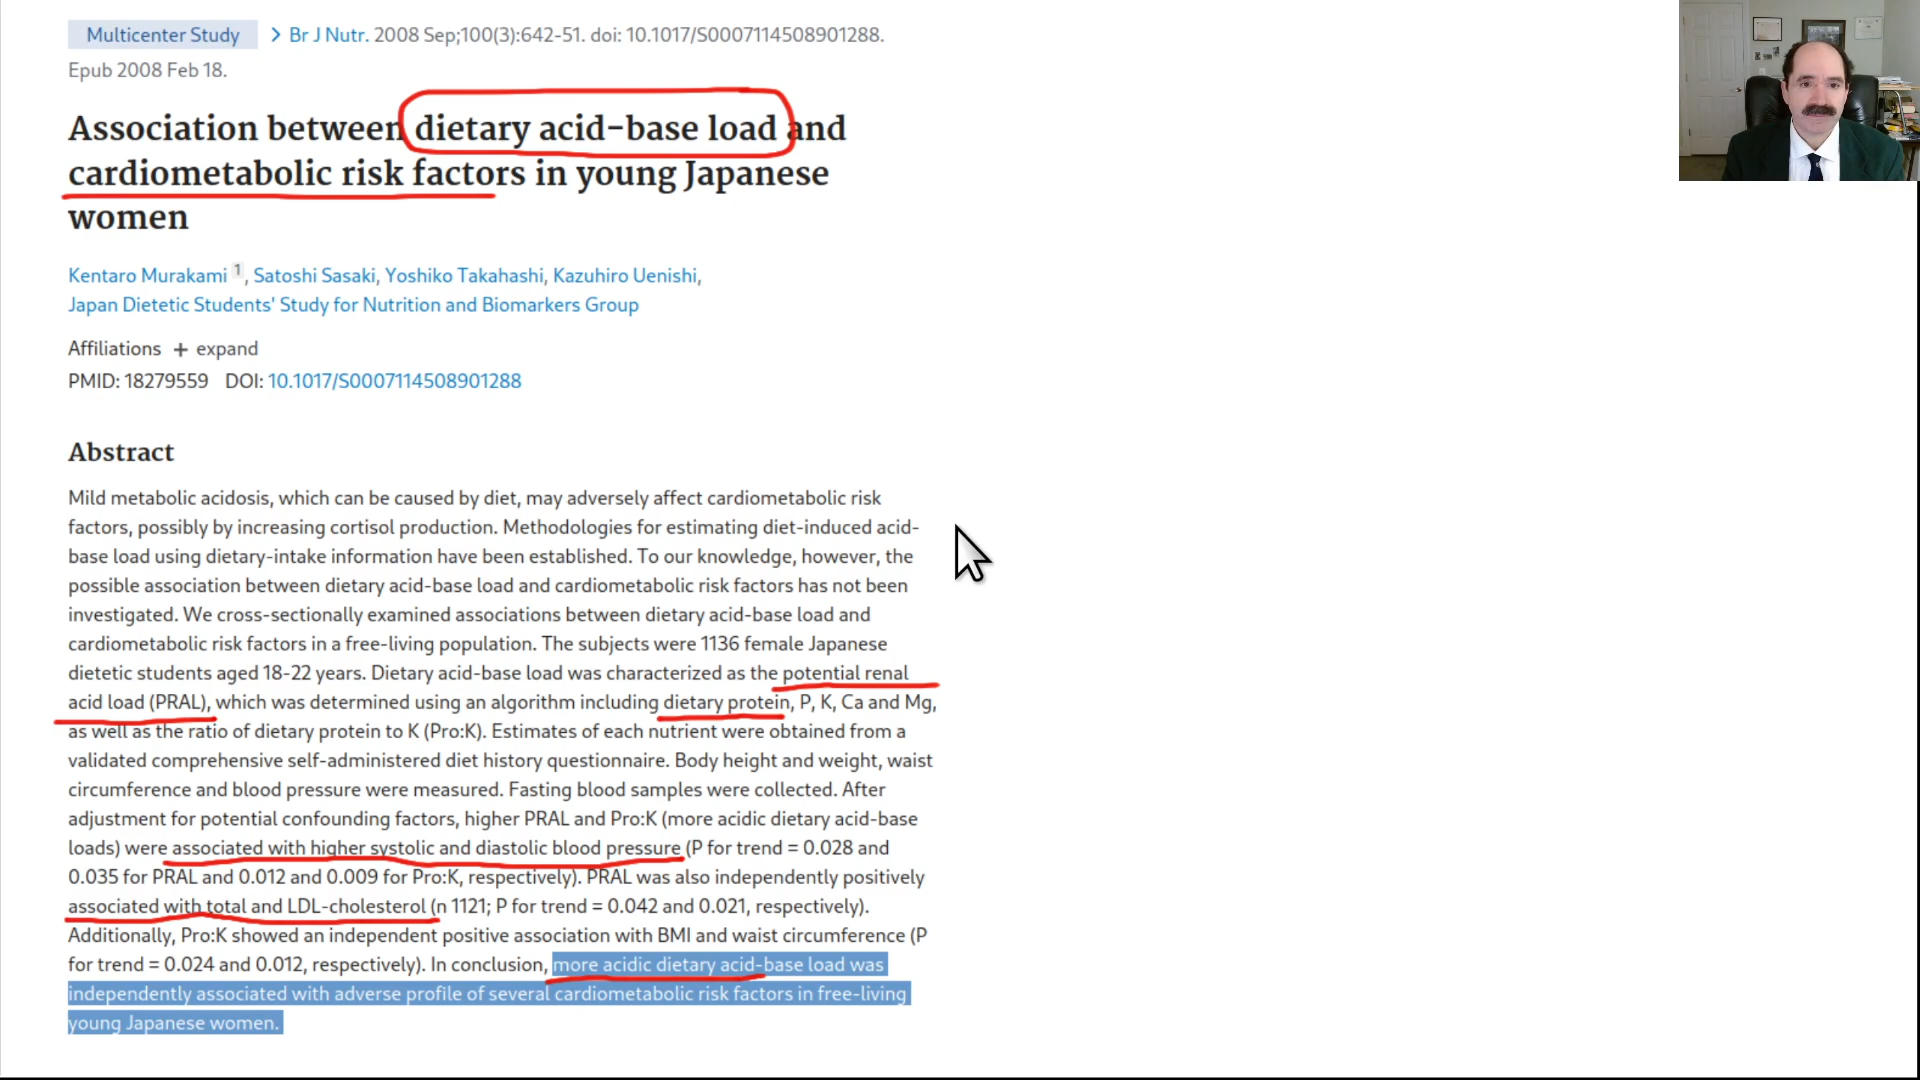 Multicenter Study > Br J Nutr. 2008 Sep;100(3):642-51. doi: 10.1017/S0007114508901288.
Epub 2008 Feb 18.
Association between dietary acid-base load and
cardiometabolic risk factors in young Japanese
women
Kentaro Murakami 1, Satoshi Sasaki, Yoshiko Takahashi, Kazuhiro Uenishi,
Japan Dietetic Students' Study for Nutrition and Biomarkers Group
Affiliations + expand
PMID: 18279559 DOI: 10.1017/S0007114508901288
Abstract
Mild metabolic acidosis, which can be caused by diet, may adversely affect cardiometabolic risk
factors, possibly by increasing cortisol production. Methodologies for estimating diet-induced acid-
base load using dietary-intake information have been established. To our knowledge, however, the
possible association between dietary acid-base load and cardiometabolic risk factors has not been
investigated. We cross-sectionally examined associations between dietary acid-base load and
cardiometabolic risk factors in a free-living population. The subjects were 1136 female Japanese
dietetic students aged 18-22 years. Dietary acid-base load was characterized as the potential renal
acid load (PRAL), which was determined using an algorithm including dietary protein, P, K, Ca and Mg,
as well as the ratio of dietary protein to K (Pro:K). Estimates of each nutrient were obtained from a
validated comprehensive self-administered diet history questionnaire. Body height and weight, waist
circumference and blood pressure were measured. Fasting blood samples were collected. After
adjustment for potential confounding factors, higher PRAL and Pro:K (more acidic dietary acid-base
loads) were associated with higher systolic and diastolic blood pressure (P for trend = 0.028 and
0.035 for PRAL and 0.012 and 0.009 for Pro:K, respectively). PRAL was also independently positively
associated with total and LDL-cholesterol (n 1121; P for trend = 0.042 and 0.021, respectively).
Additionally, Pro:K showed an independent positive association with BMI and waist circumference (P
for trend = 0.024 and 0.012, respectively). In conclusion, more acidic dietary acid-base load was
independently associated with adverse profile of several cardiometabolic risk factors in free-living
young Japanese women.